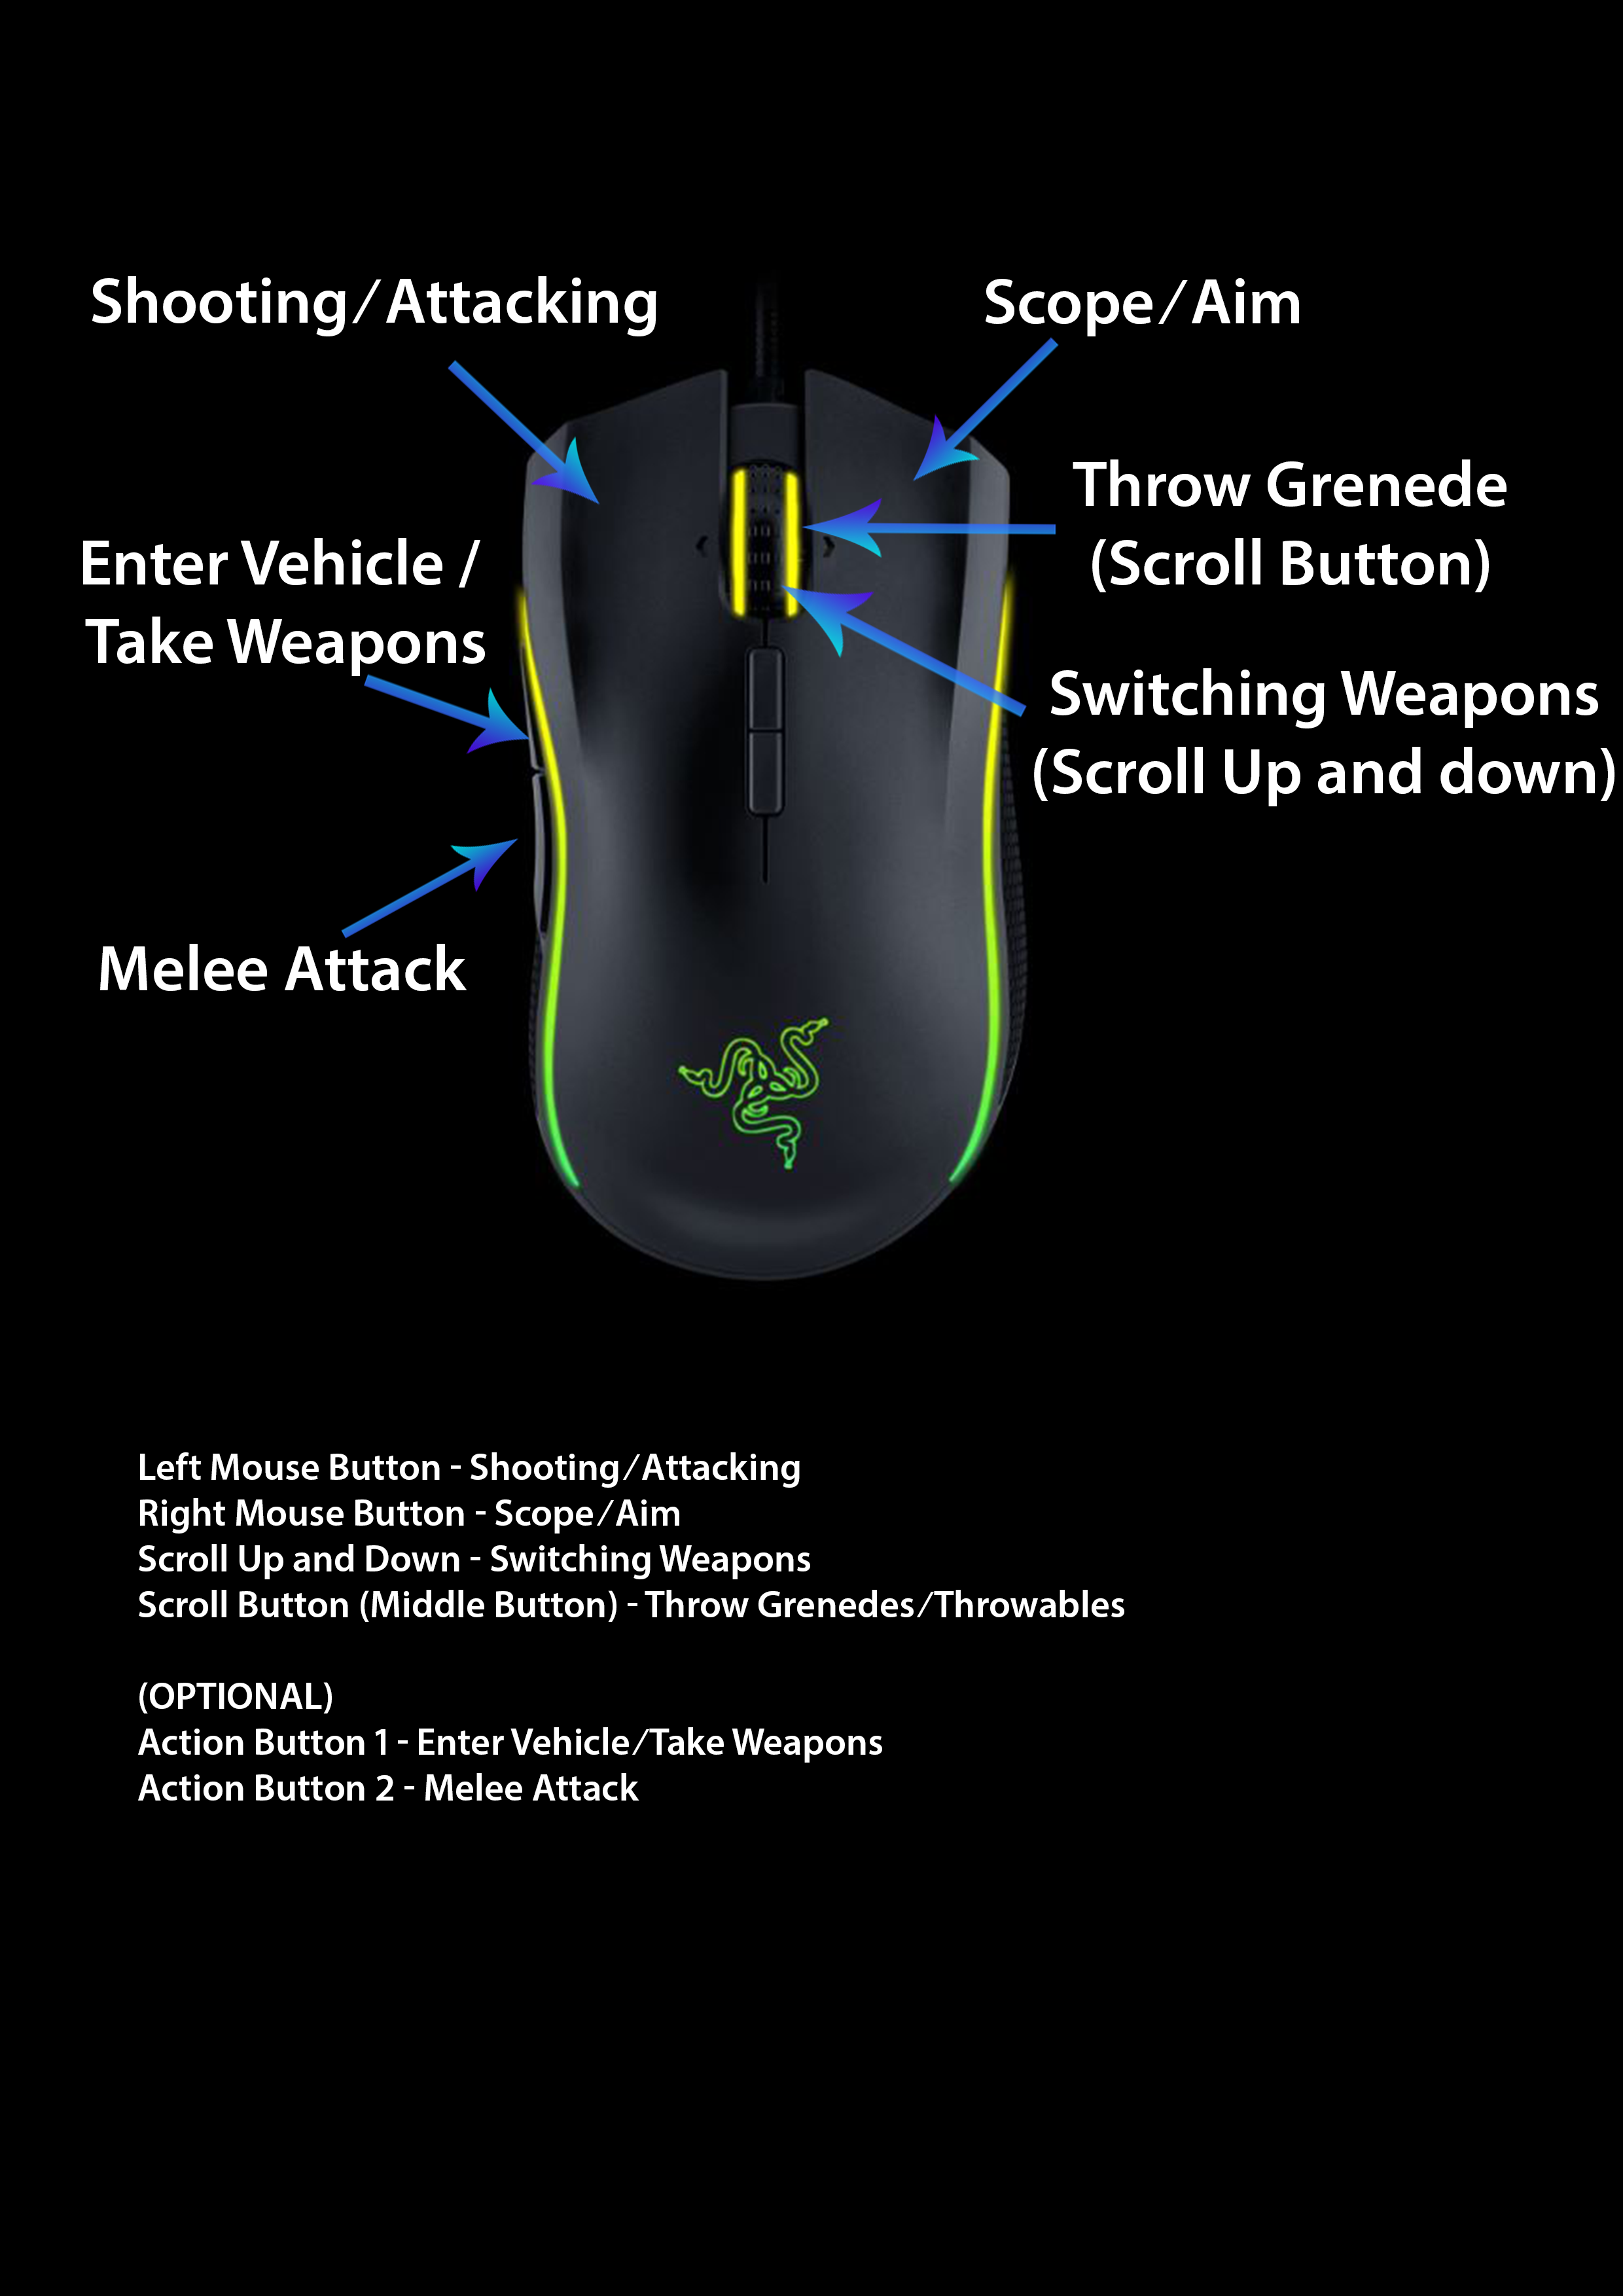 Shooting/Attacking
Scope/Aim
Throw Grenede
(Scroll Button)
Enter Vehicle /
Take Weapons
Switching Weapons
(Scroll Up and down)
Melee Attack
Left Mouse Button - Shooting/Attacking
Right Mouse Button - Scope/Aim
Scroll Up and Down - Switching Weapons
Scroll Button (Middle Button) - Throw Grenedes/Throwables
(OPTIONAL)
Action Button 1 - Enter Vehicle/Take Weapons
Action Button 2 - Melee Attack